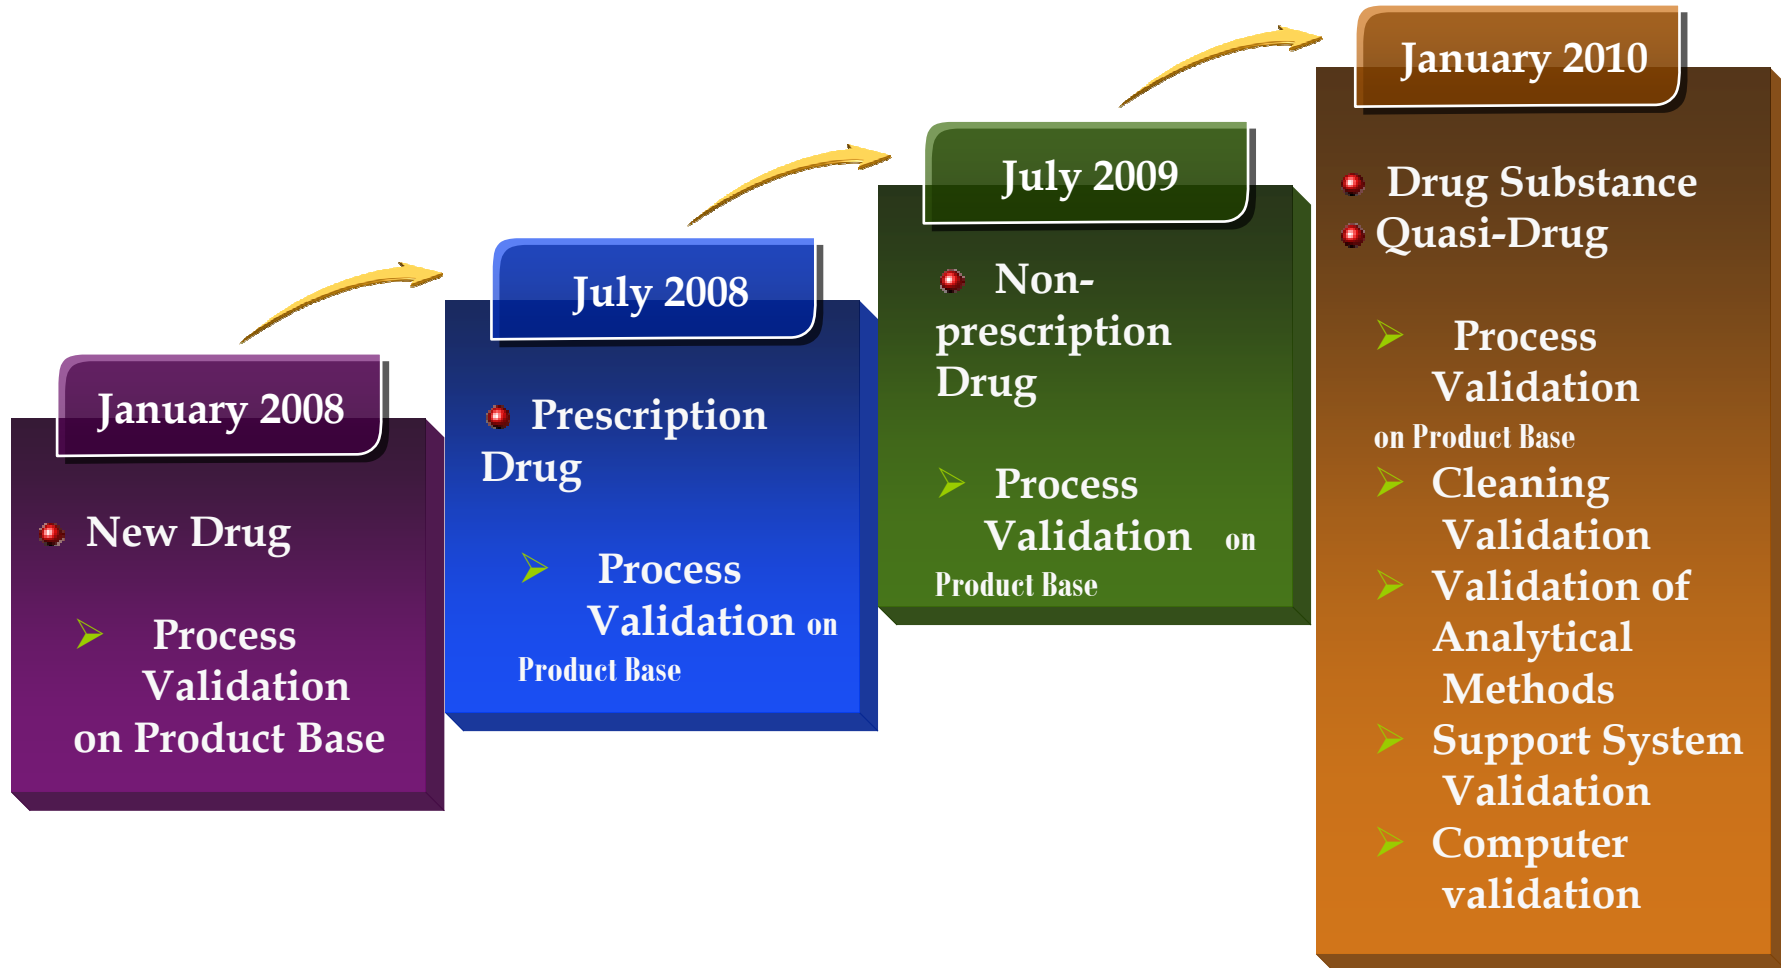 January 2008
New Drug
Process
Validation
on Product Base
July 2008
Prescription
Drug
Process
Validation on
Product Base
July 2009
Non-
prescription
Drug
Process
Validation on
Product Base
January 2010
Drug Substance
Quasi-Drug
Process
Validation
on Product Base
Cleaning
Validation
Validation of
Analytical
Methods
Support System
Validation
Computer
validation